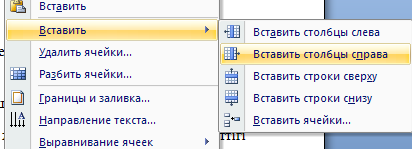 Вставить
Вставить
Удалить ячейки...
Разбить ячейки...
Границы и заливка...
Направление текста...
Выравнивание ячеек
Вставить столбцы слева
Вставить столбцы справа
Вставить строки сверху
Вставить строки снизу
Вставить ячейки...